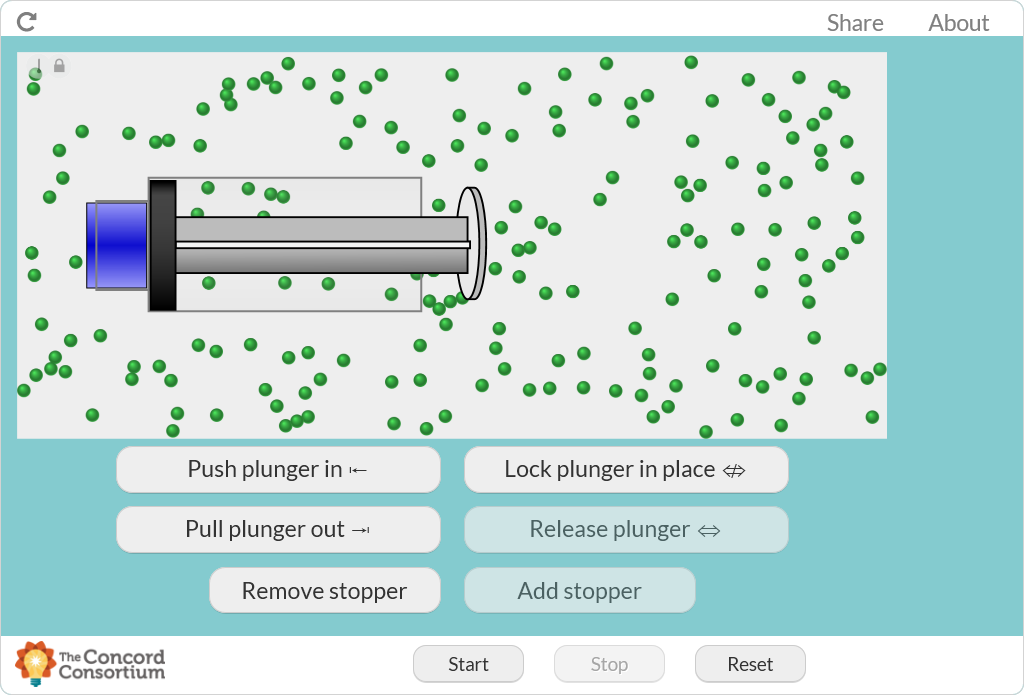 Share About
Push plunger in ⇤
Lock plunger in place ⇎
Pull plunger out ⇥
Release plunger ⇔
Remove stopper
Add stopper
The Concord
Consortium
Start
Stop
Reset